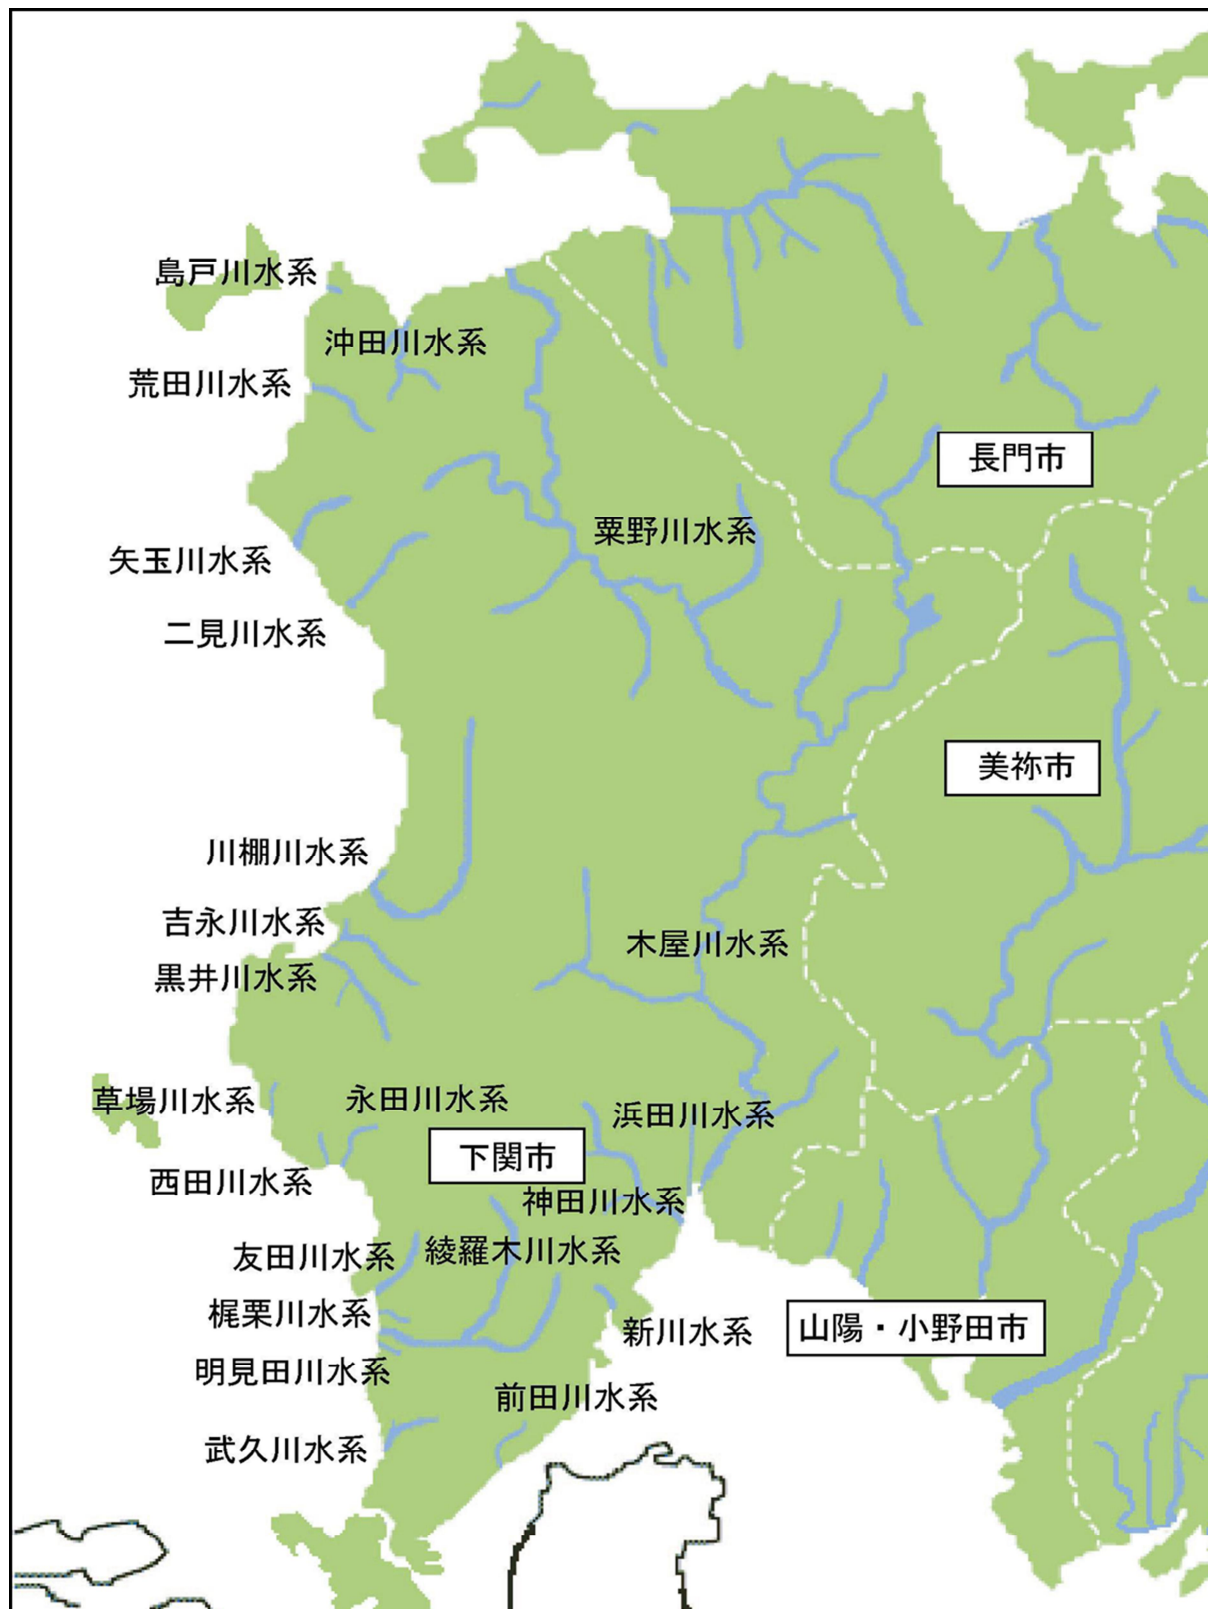 島戸川水系
沖田川水系
荒田川水系
長門市
粟野川水系
矢玉川水系
二見川水系
美祢市
川棚川水系
吉永川水系
木屋川水系
黒井川水系
草場川水系
永田川水系
浜田川水系
下関市
西田川水系
神田川水系
友田川水系
綾羅木川水系
梶栗川水系
新川水系
山陽・小野田市
明見田川水系
前田川水系
武久川水系